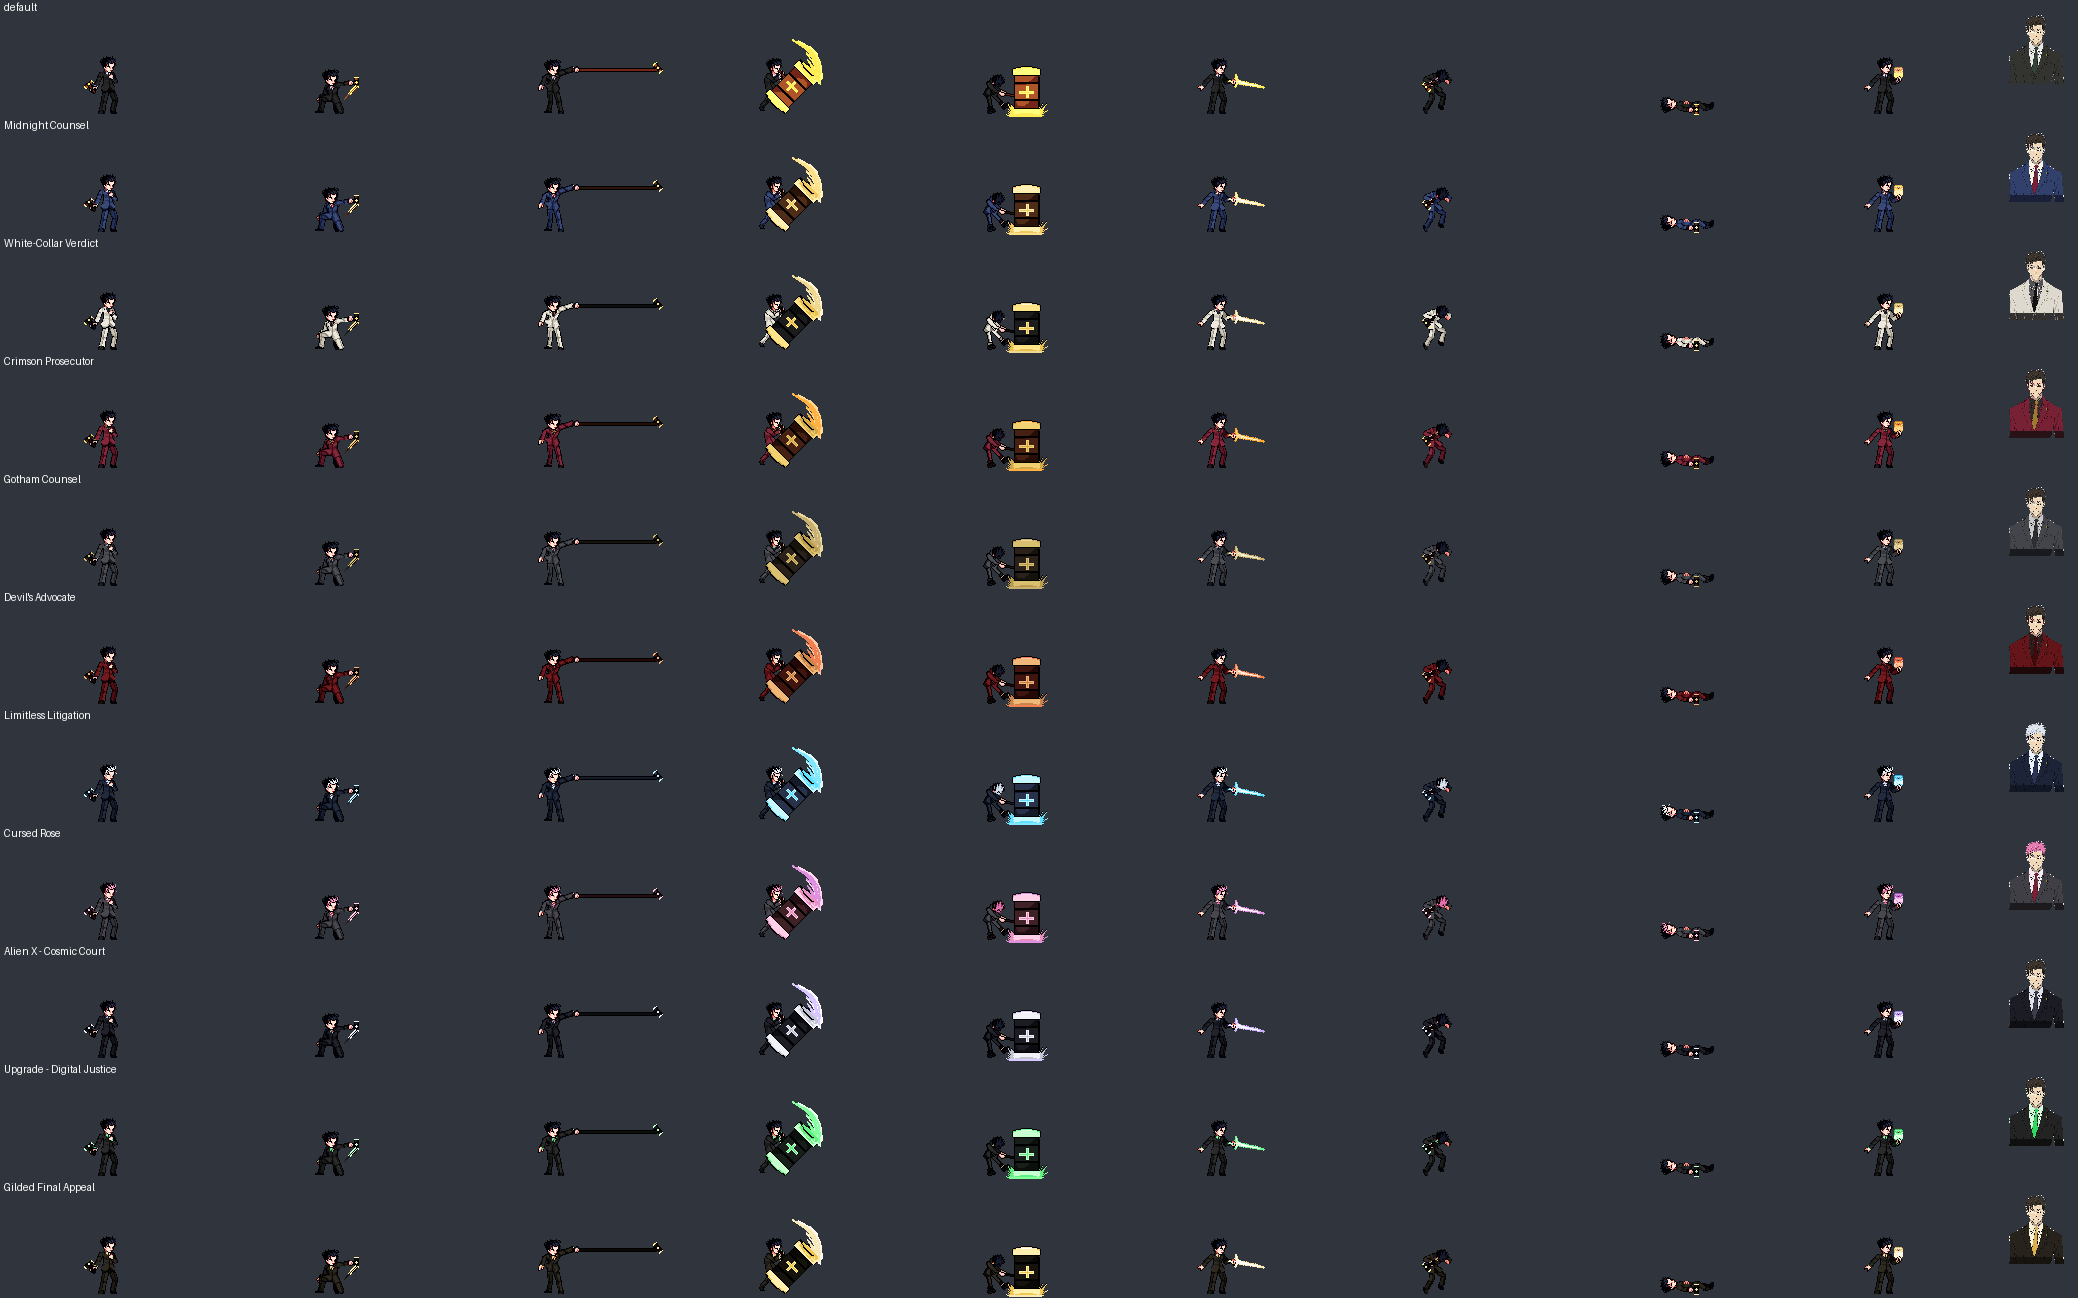 default
Midnight Counsel
White-Collar Verdict
Crimson Prosecutor
Gotham Counsel
Devil's Advocate
Limitless Litigation
Cursed Rose
Alien X - Cosmic Court
Upgrade - Digital Justice
Gilded Final Appeal